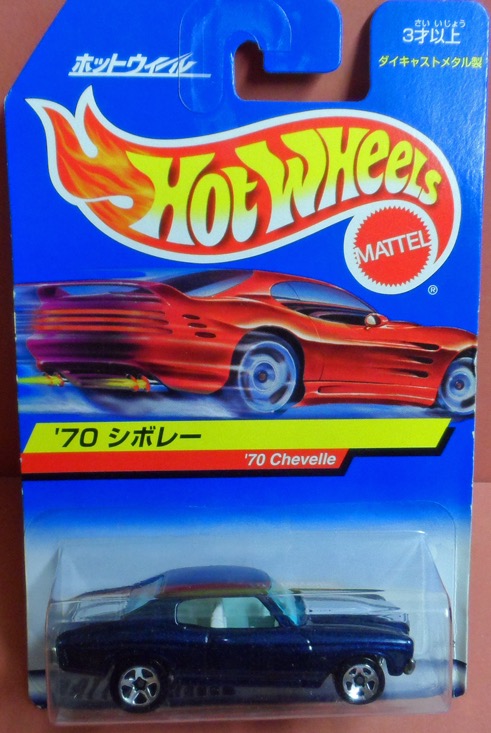 さい いじょう
3才以上
ホットウィール
ダイキャストメタル製
HOT WHEELS
MATTEL
®
'70 シボレー
'70 Chevelle